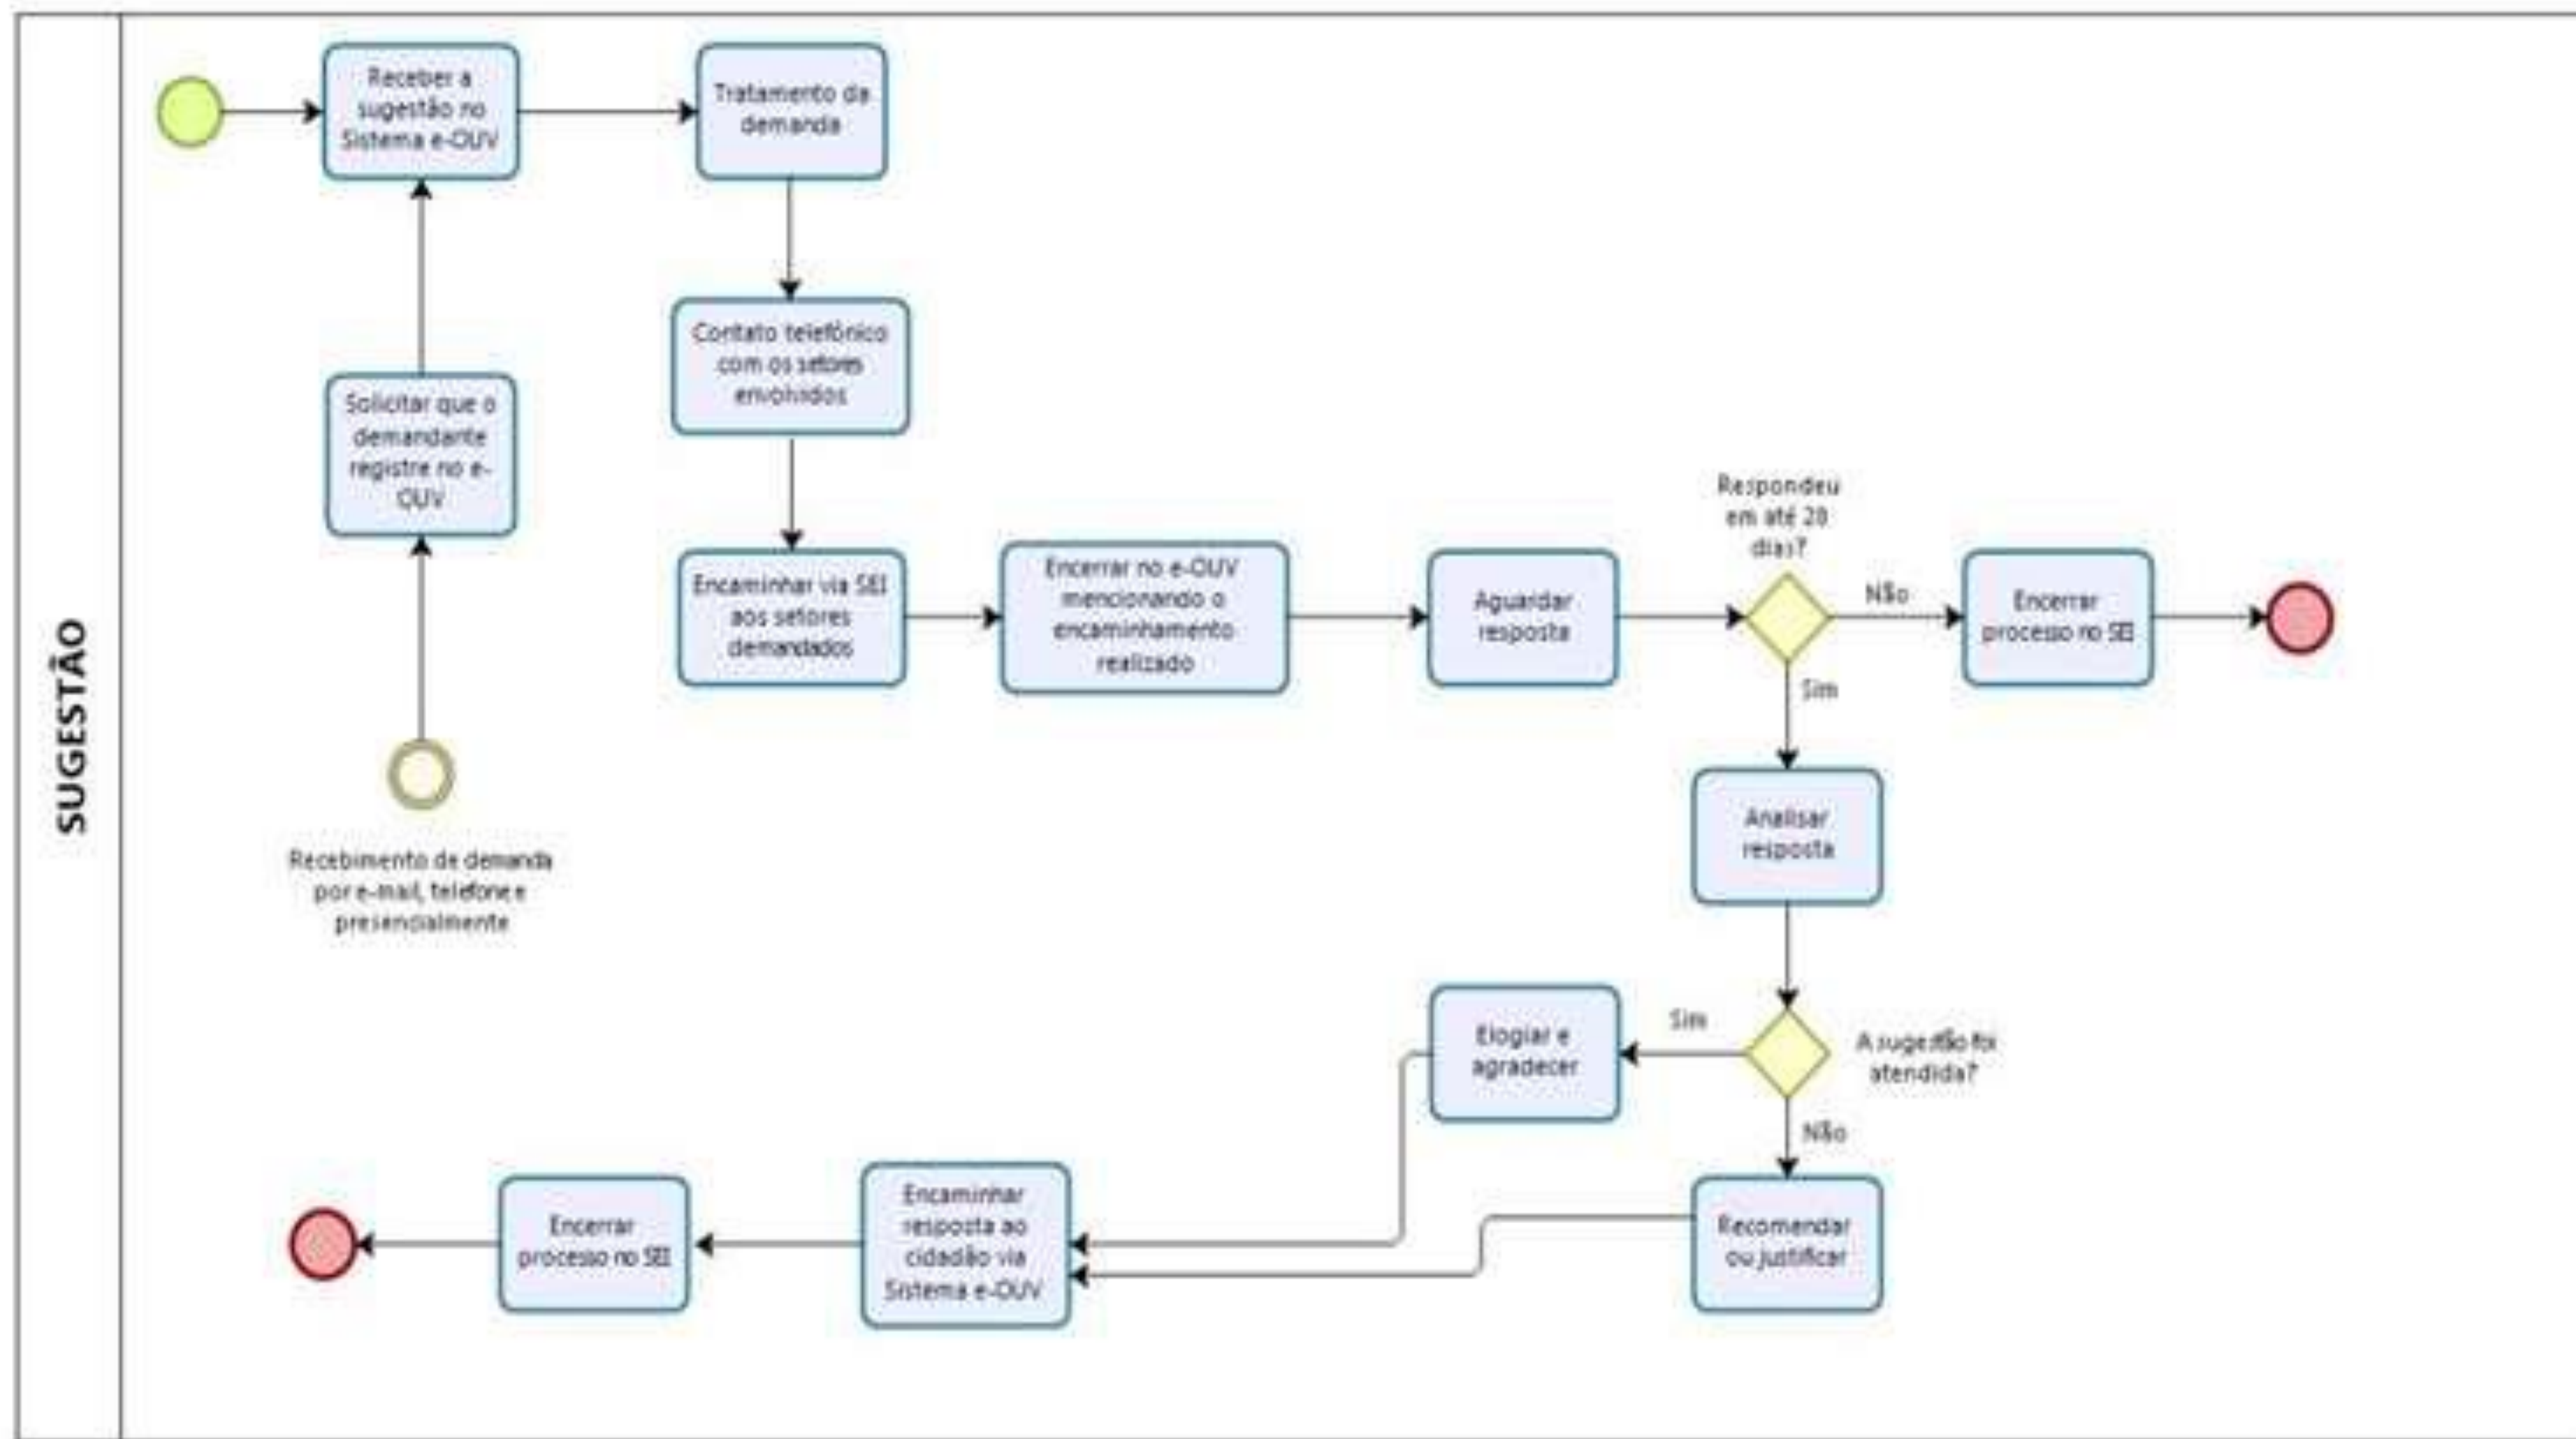 SUGESTÃO
Receber a
sugestão no
Sistema e-OUV
Tratamento da
demanda
Solicitar que o
demandante
registre no e-
OUV
Contato telefônico
com os setores
envolvidos
Recebimento de demanda
por e-mail, telefone e
presencialmente
Encaminhar via SEI
aos setores
demandados
Encerrar no e-OUV
mencionando o
encaminhamento
realizado
Aguardar
resposta
Respondeu
em até 20
dias?
Não
Encerrar
processo no SEI
Sim
Analisar
resposta
A sugestão foi
atendida?
Sim
Elogiar e
agradecer
Não
Recomendar
ou justificar
Encaminhar
resposta ao
cidadão via
Sistema e-OUV
Encerrar
processo no SEI